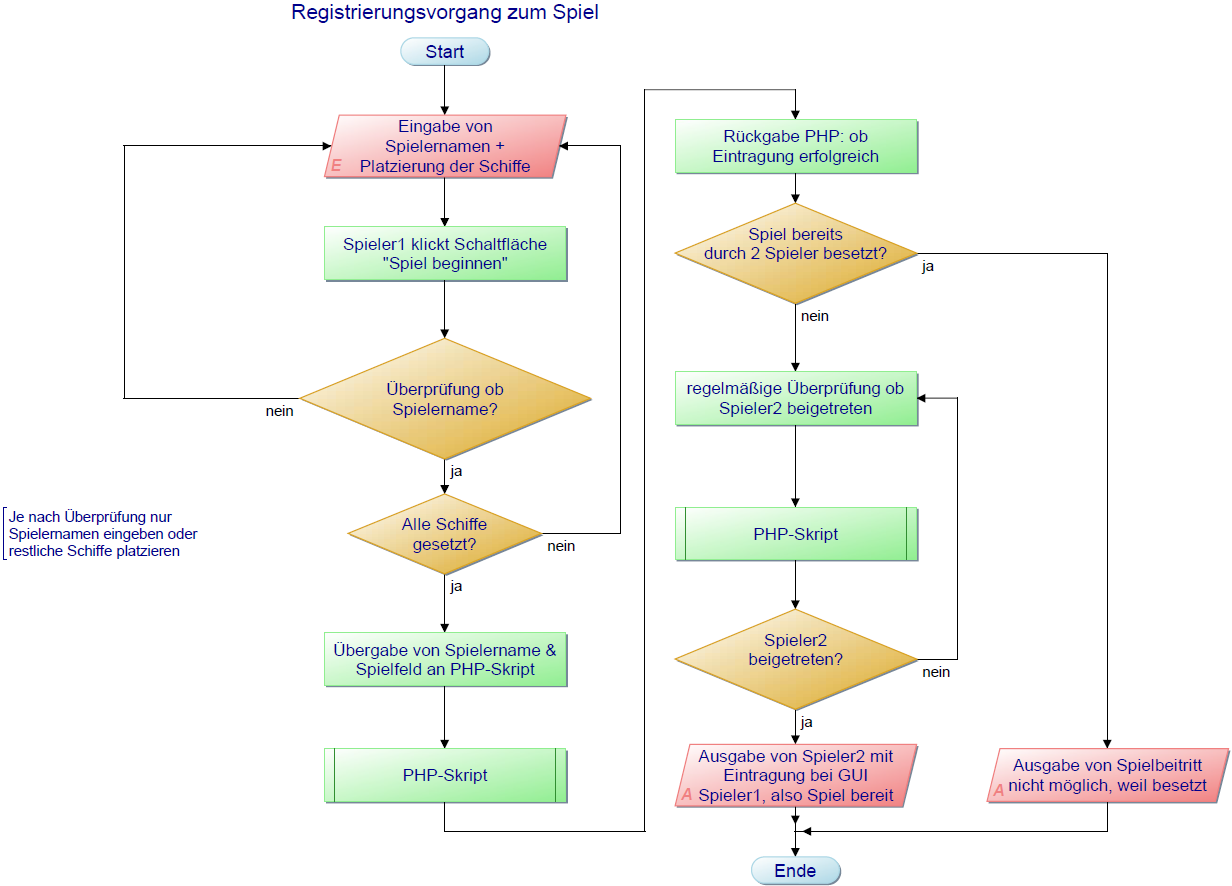 Registrierungsvorgang zum Spiel
Start
Eingabe von
Spielernamen +
Platzierung der Schiffe
E
Spieler1 klickt Schaltfläche
"Spiel beginnen"
Überprüfung ob
Spielername?
nein
ja
Je nach Überprüfung nur
Spielernamen eingeben oder
restliche Schiffe platzieren
Alle Schiffe
gesetzt?
nein
ja
Übergabe von Spielername &
Spielfeld an PHP-Skript
PHP-Skript
Rückgabe PHP: ob
Eintragung erfolgreich
Spiel bereits
durch 2 Spieler besetzt?
ja
nein
regelmäßige Überprüfung ob
Spieler2 beigetreten
PHP-Skript
Spieler2
beigetreten?
nein
ja
Ausgabe von Spieler2 mit
Eintragung bei GUI
Spieler1, also Spiel bereit
A
Ausgabe von Spielbeitritt
nicht möglich, weil besetzt
A
Ende